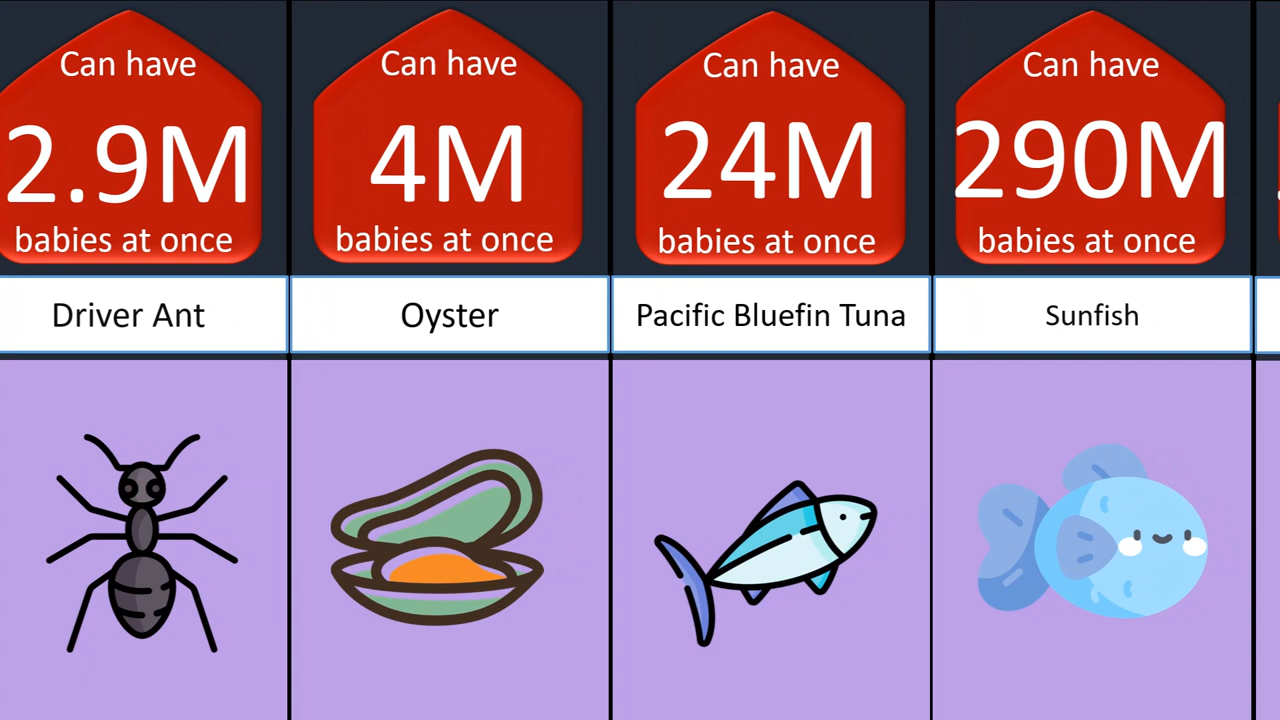 Can have
2.9M
babies at once
Driver Ant
Can have
4M
babies at once
Oyster
Can have
24M
babies at once
Pacific Bluefin Tuna
Can have
290M
babies at once
Sunfish